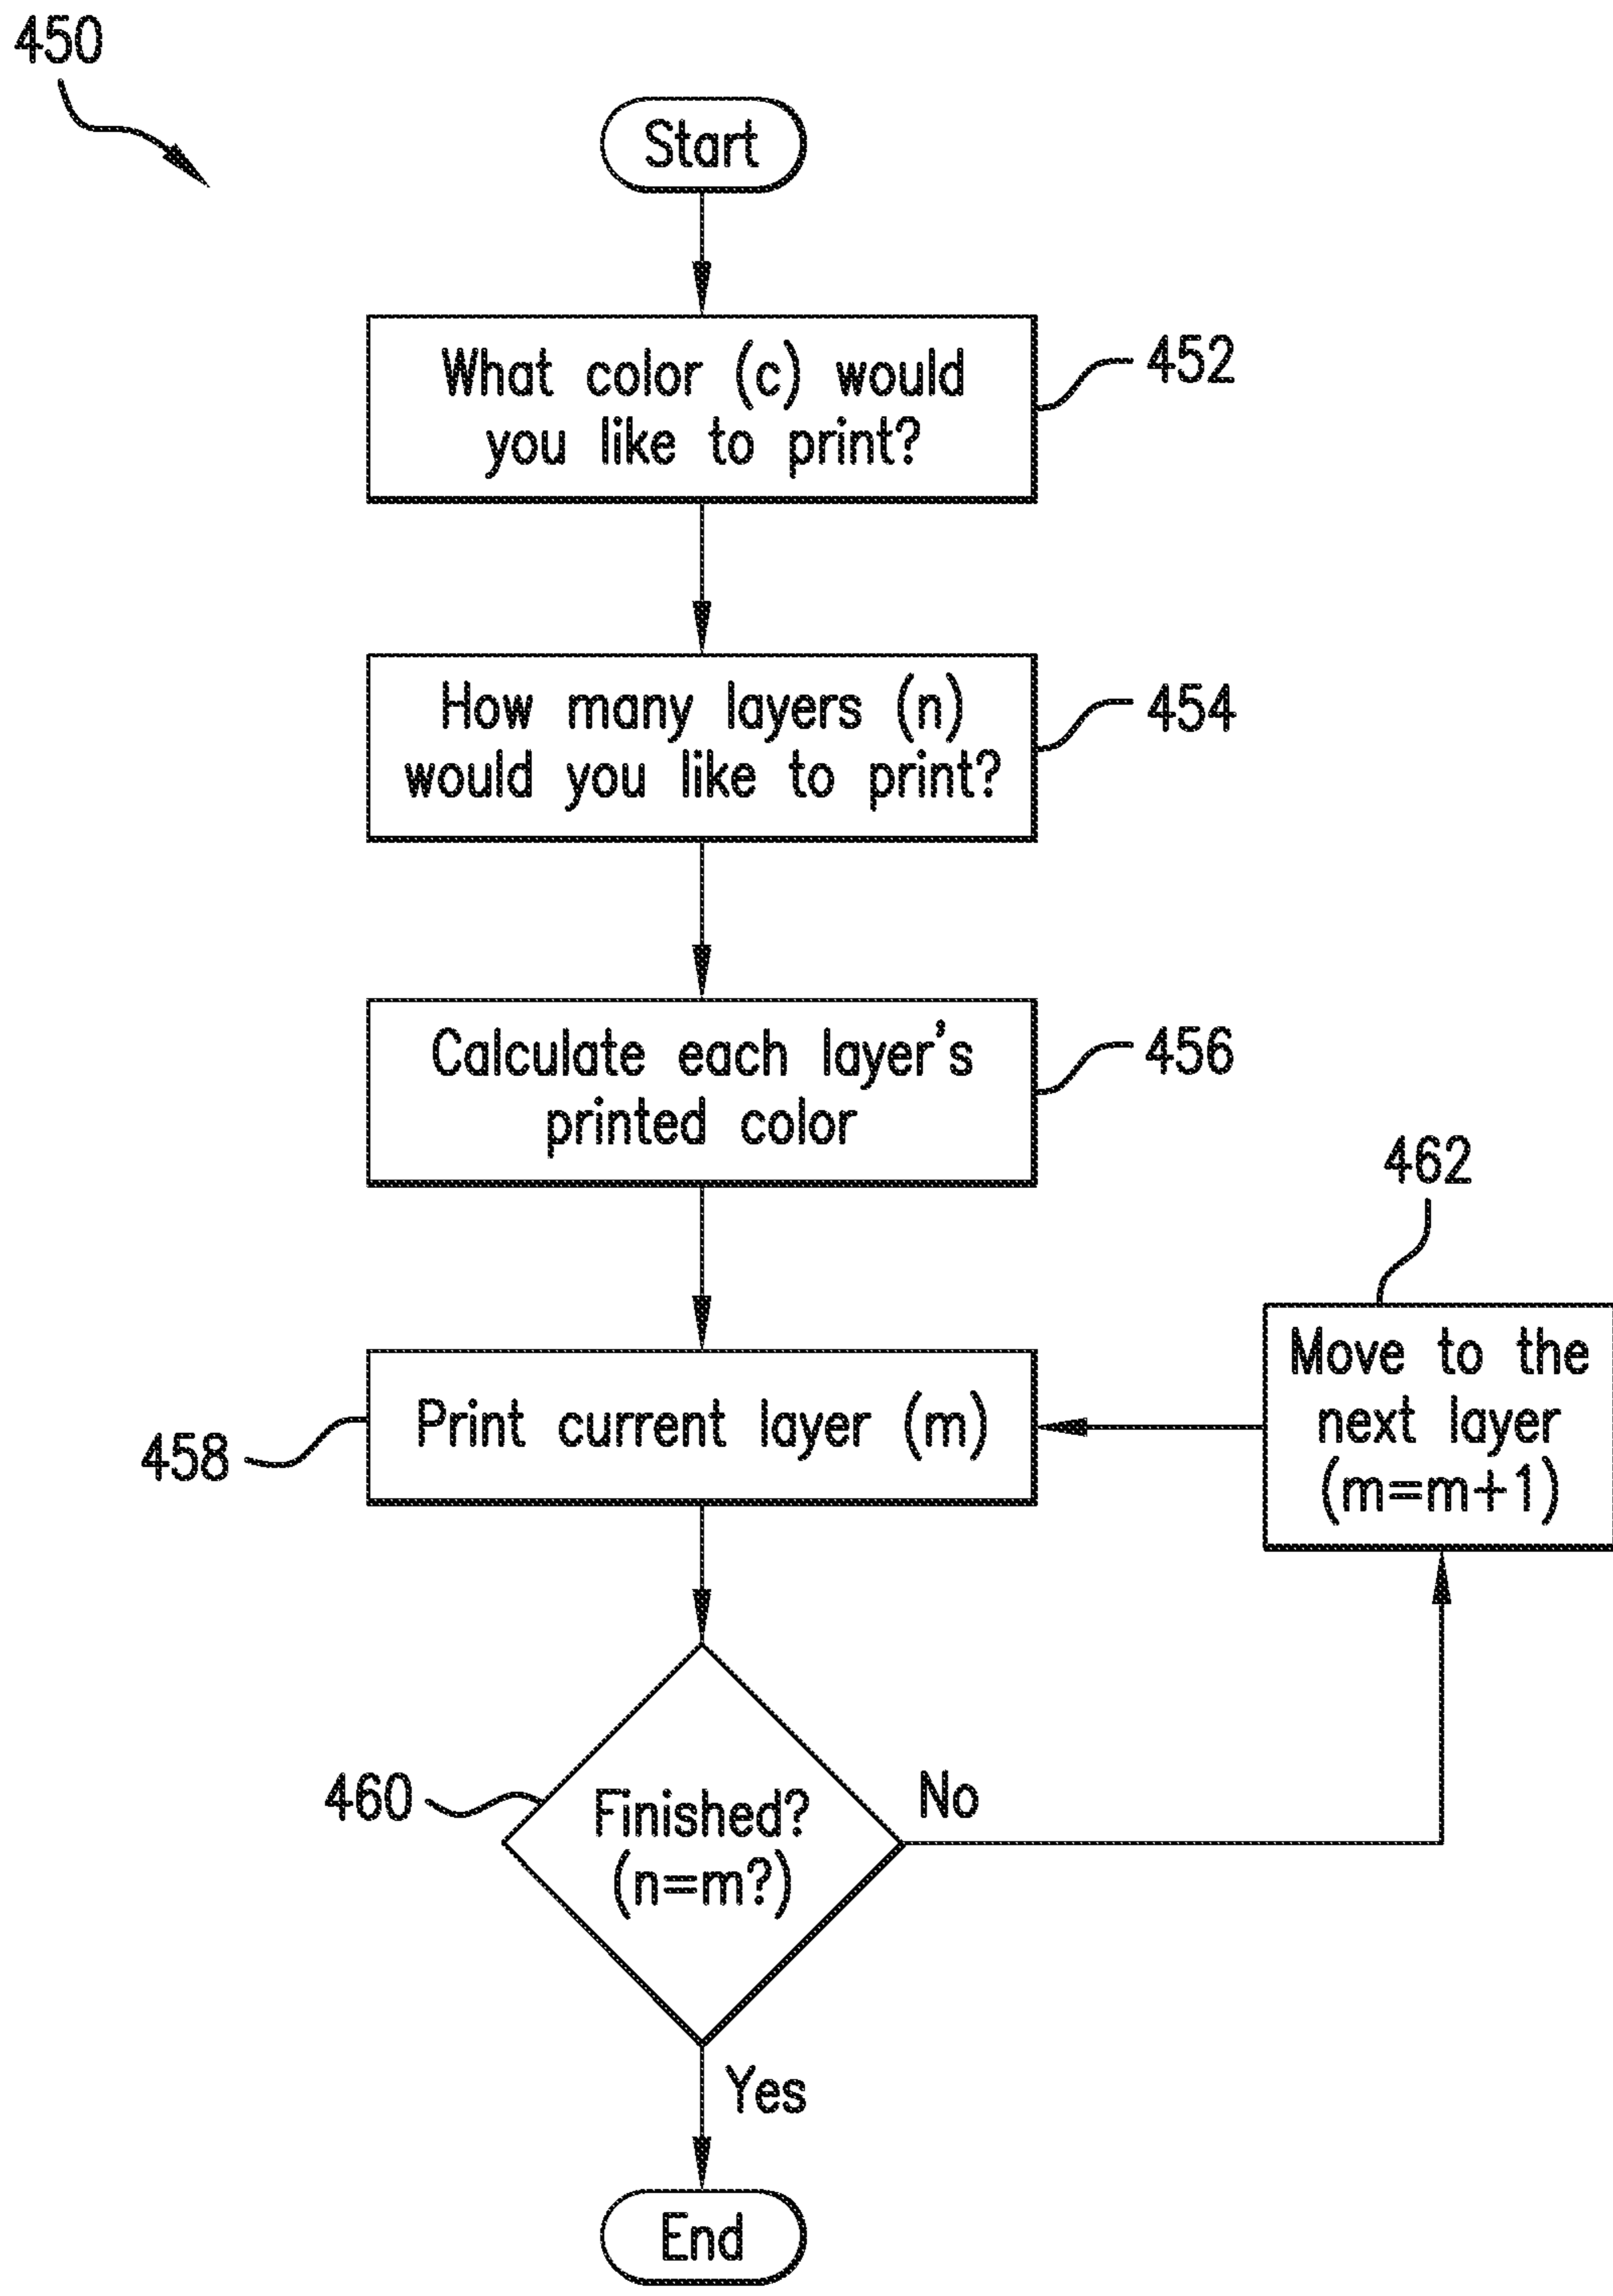 450
Start
What color (c) would
you like to print?
452
How many layers (n)
would you like to print?
454
Calculate each layer's
printed color
456
462
Move to the
next layer
(m=m+1)
Print current layer (m)
458
460
Finished?
(n=m?)
No
Yes
End